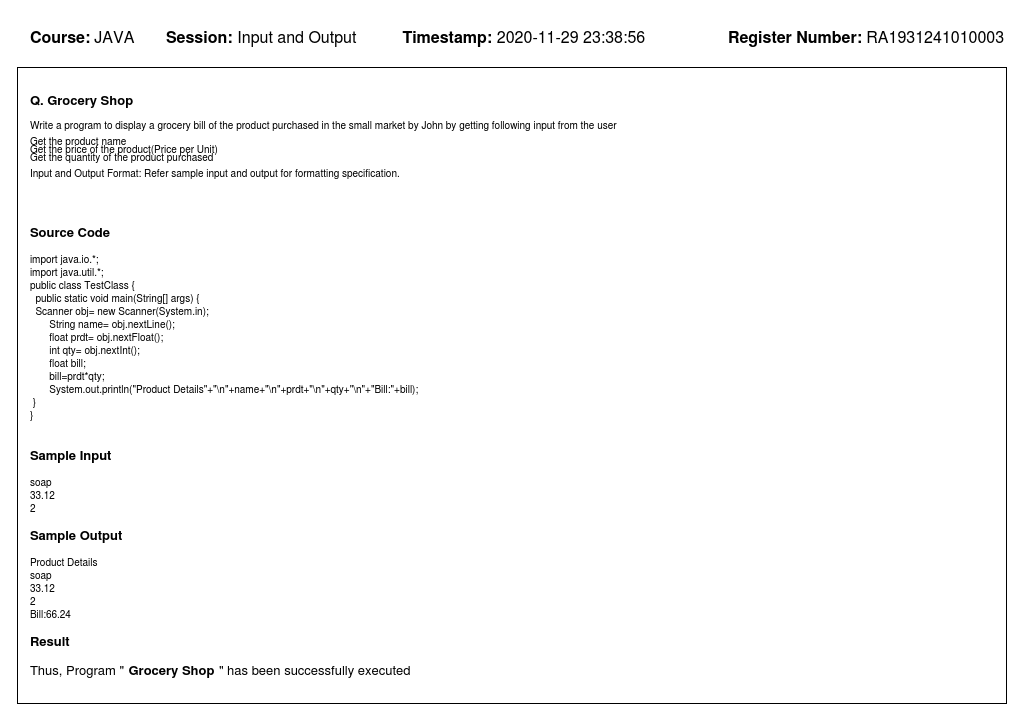 Course: JAVA Session: Input and Output Timestamp: 2020-11-29 23:38:56 Register Number: RA1931241010003
Q. Grocery Shop
Write a program to display a grocery bill of the product purchased in the small market by John by getting following input from the user
Get the product name
Get the price of the product(Price per Unit)
Get the quantity of the product purchased
Input and Output Format: Refer sample input and output for formatting specification.
Source Code
import java.io.*;
import java.util.*;
public class TestClass {
public static void main(String[] args) {
Scanner obj= new Scanner(System.in);
String name= obj.nextLine();
float prdt= obj.nextFloat();
int qty= obj.nextInt();
float bill;
bill=prdt*qty;
System.out.println("Product Details"+"\n"+name+"\n"+prdt+"\n"+qty+"\n"+"Bill:"+bill);
}
}
Sample Input
soap
33.12
2
Sample Output
Product Details
soap
33.12
2
Bill:66.24
Result
Thus, Program " Grocery Shop " has been successfully executed